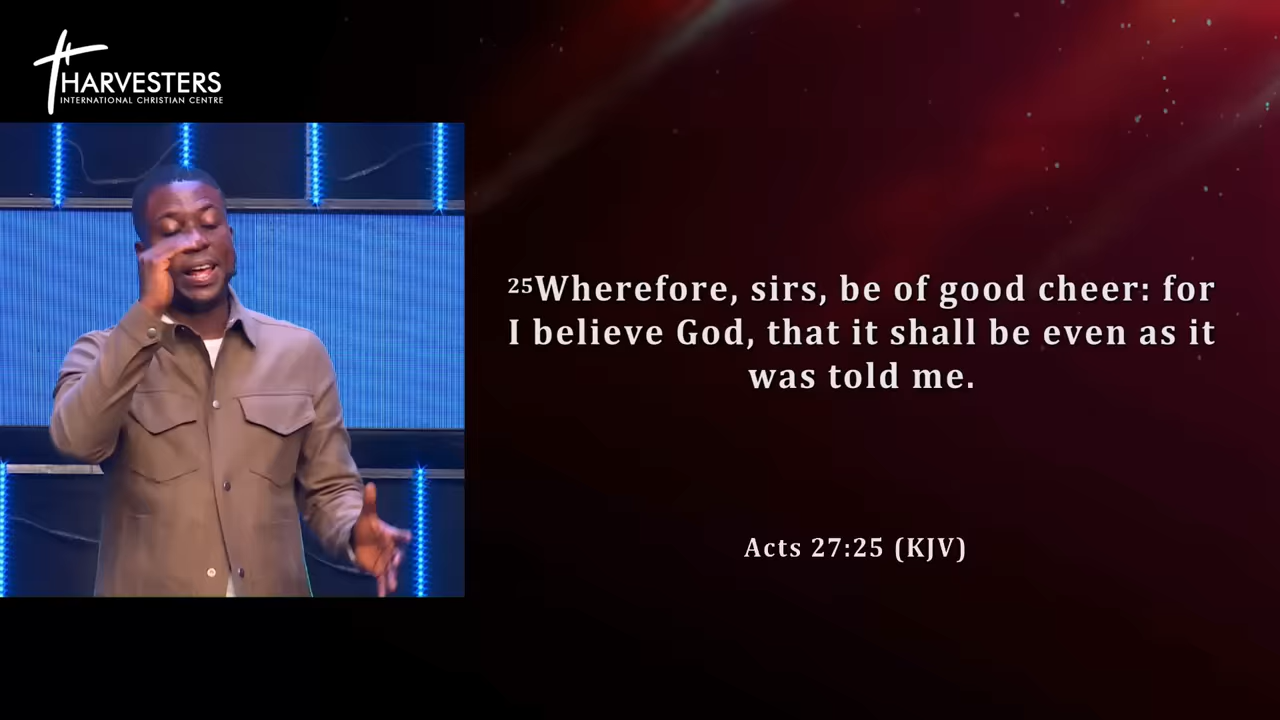 HARVESTERS
INTERNATIONAL CHRISTIAN CENTRE
25Wherefore, sirs, be of good cheer: for
I believe God, that it shall be even as it
was told me.
Acts 27:25 (KJV)